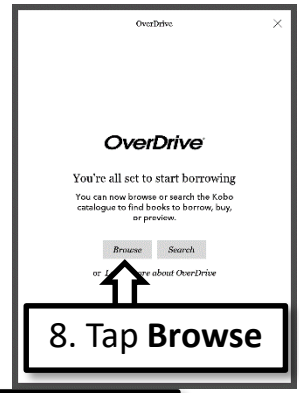 OverDrive
OverDrive
You're all set to start borrowing
You can now browse or search the Kobo
catalogue to find books to borrow, buy,
or preview.
Browse Search
or about OverDrive
8. Tap Browse